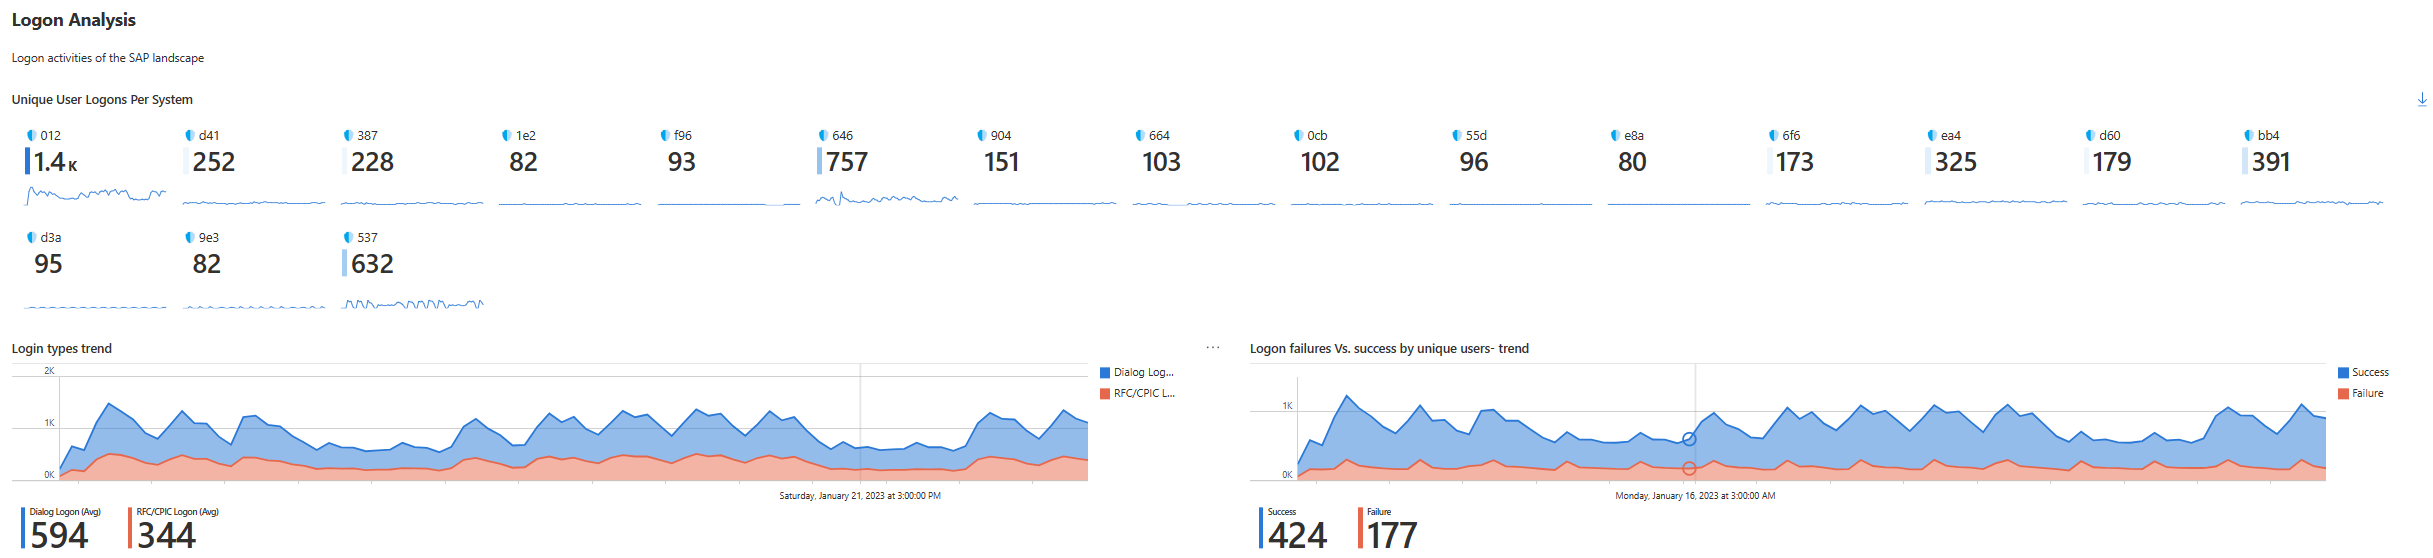 Logon Analysis
Logon activities of the SAP landscape
Unique User Logons Per System
012 d41 387 1e2 f96 646 904 664 0cb 55d e8a 6f6 ea4 d60 bb4
1.4 K 252 228 82 93 757 151 103 102 96 80 173 325 179 391
d3a 9e3 537
95 82 632
Login types trend
...
2K
1K
0K
Dialog Log...
RFC/CPIC L...
Saturday, January 21, 2023 at 3:00:00 PM
Dialog Logon (Avg) RFC/CPIC Logon (Avg)
594 344
Logon failures Vs. success by unique users- trend
1K
0K
Success
Failure
Monday, January 16, 2023 at 3:00:00 AM
Success Failure
424 177